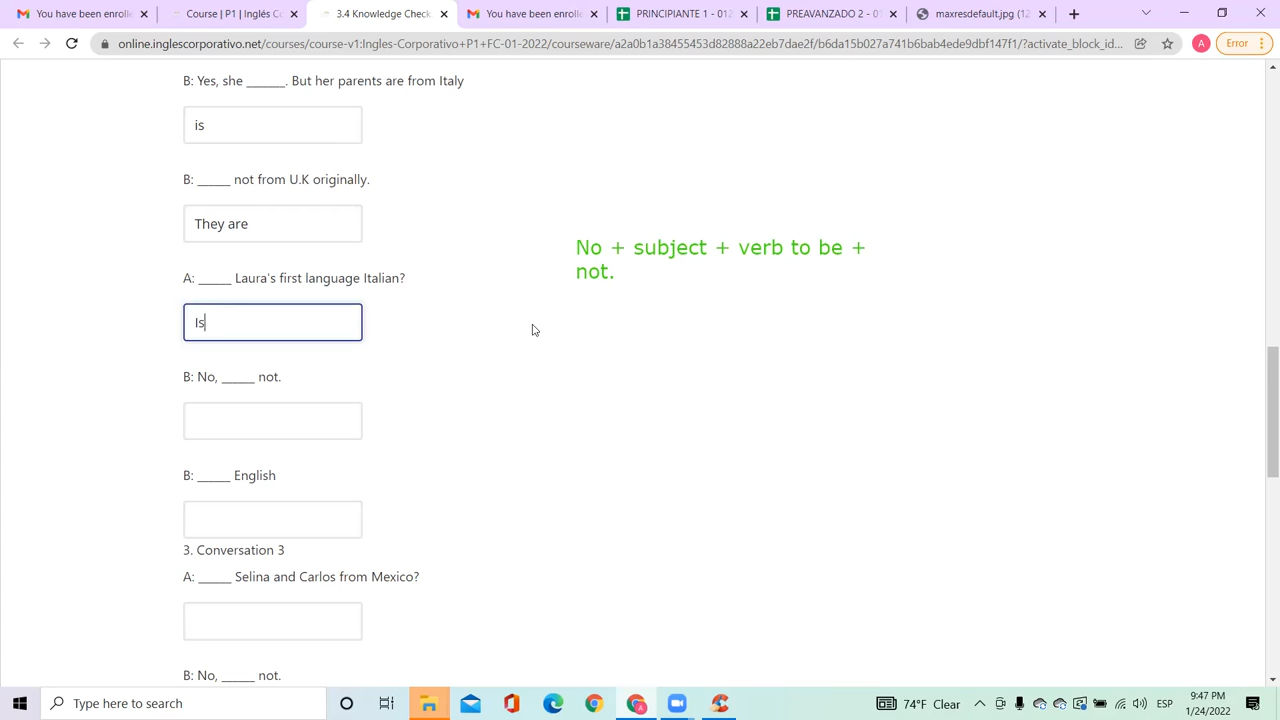 You have been enrolle
Course | P1 | Inglés C
3.4 Knowledge Check
You have been enrolle
PRINCIPIANTE 1 - 012
PREAVANZADO 2 - 01
maxresdefault.jpg (12
online.inglescorporativo.net/courses/course-v1:Ingles-Corporativo+P1+FC-01-2022/courseware/a2a0b1a38455453d82888a22eb7dae2f/b6da15b027a741b6bab4ede9dbf147f1/?activate_block_id...
A
Error
B: Yes, she ______. But her parents are from Italy
is
B: _____ not from U.K originally.
They are
A: _____ Laura's first language Italian?
Is
B: No, _____ not.
B: _____ English
3. Conversation 3
A: _____ Selina and Carlos from Mexico?
B: No, _____ not.
No + subject + verb to be +
not.
Type here to search
74°F Clear
ESP
9:47 PM
1/24/2022